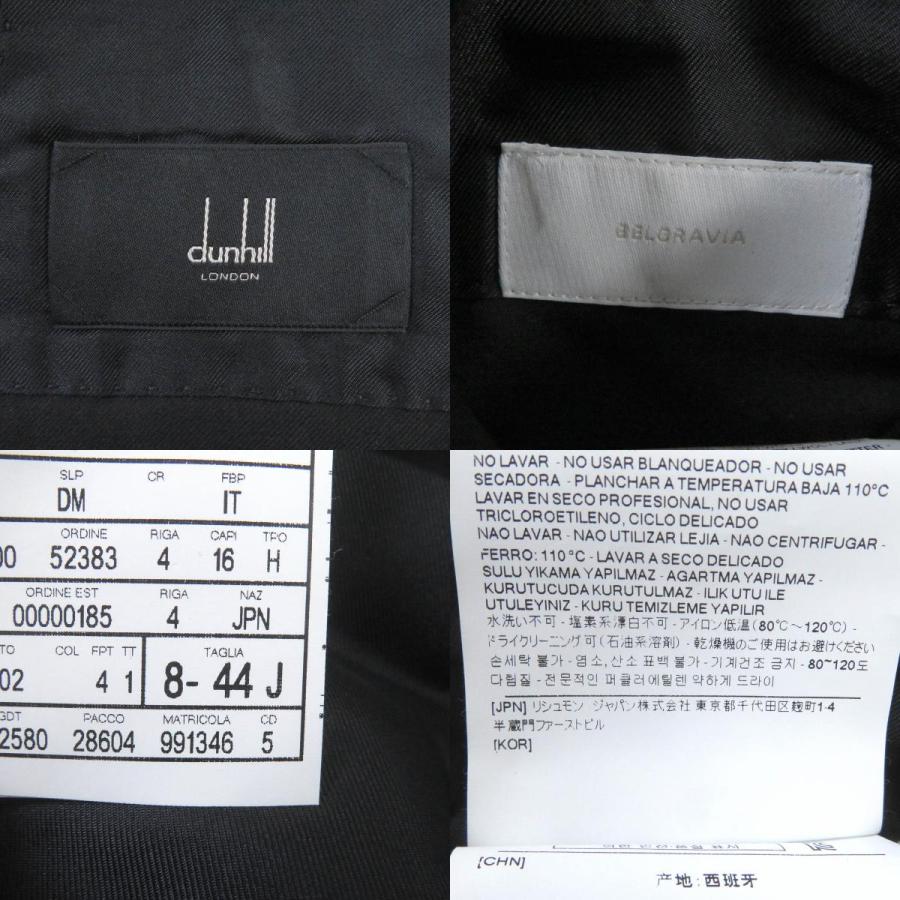 dunhill
LONDON
BELGRAVIA
SLP CR FBP
DM IT
ORDINE RIGA CAPI TPO
00 52383 4 16 H
ORDINE EST RIGA NAZ
00000185 4 JPN
TO COL FPT TT TAGLIA
02 4 1 8- 44 J
GDT PACCO MATRICOLA CD
2580 28604 991346 5
NO LAVAR - NO USAR BLANQUEADOR - NO USAR
SECADORA - PLANCHAR A TEMPERATURA BAJA 110°C
LAVAR EN SECO PROFESIONAL, NO USAR
TRICLOROETILENO, CICLO DELICADO
NAO LAVAR - NAO UTILIZAR LEJIA - NAO CENTRIFUGAR -
FERRO: 110°C - LAVAR A SECO DELICADO
SULU YIKAMA YAPILMAZ - AGARTMA YAPILMAZ -
KURUTUCUDA KURUTULMAZ - ILIK UTU ILE
UTULEYINIZ - KURU TEMIZLEME YAPILIR
水洗い不可 - 塩素系漂白不可 - アイロン低温(80℃~120℃) -
ドライクリーニング可(石油系溶剤) - 乾燥機のご使用はお避けください
손세탁 불가 - 염소,산소 표백 불가 - 기계건조 금지 - 80~120도
다림질 - 전문적인 퍼클러에틸렌 약하게 드라이
[JPN] リシュモン ジャパン株式会社 東京都千代田区麹町1-4
半蔵門ファーストビル
[KOR]
[CHN]
产地: 西班牙